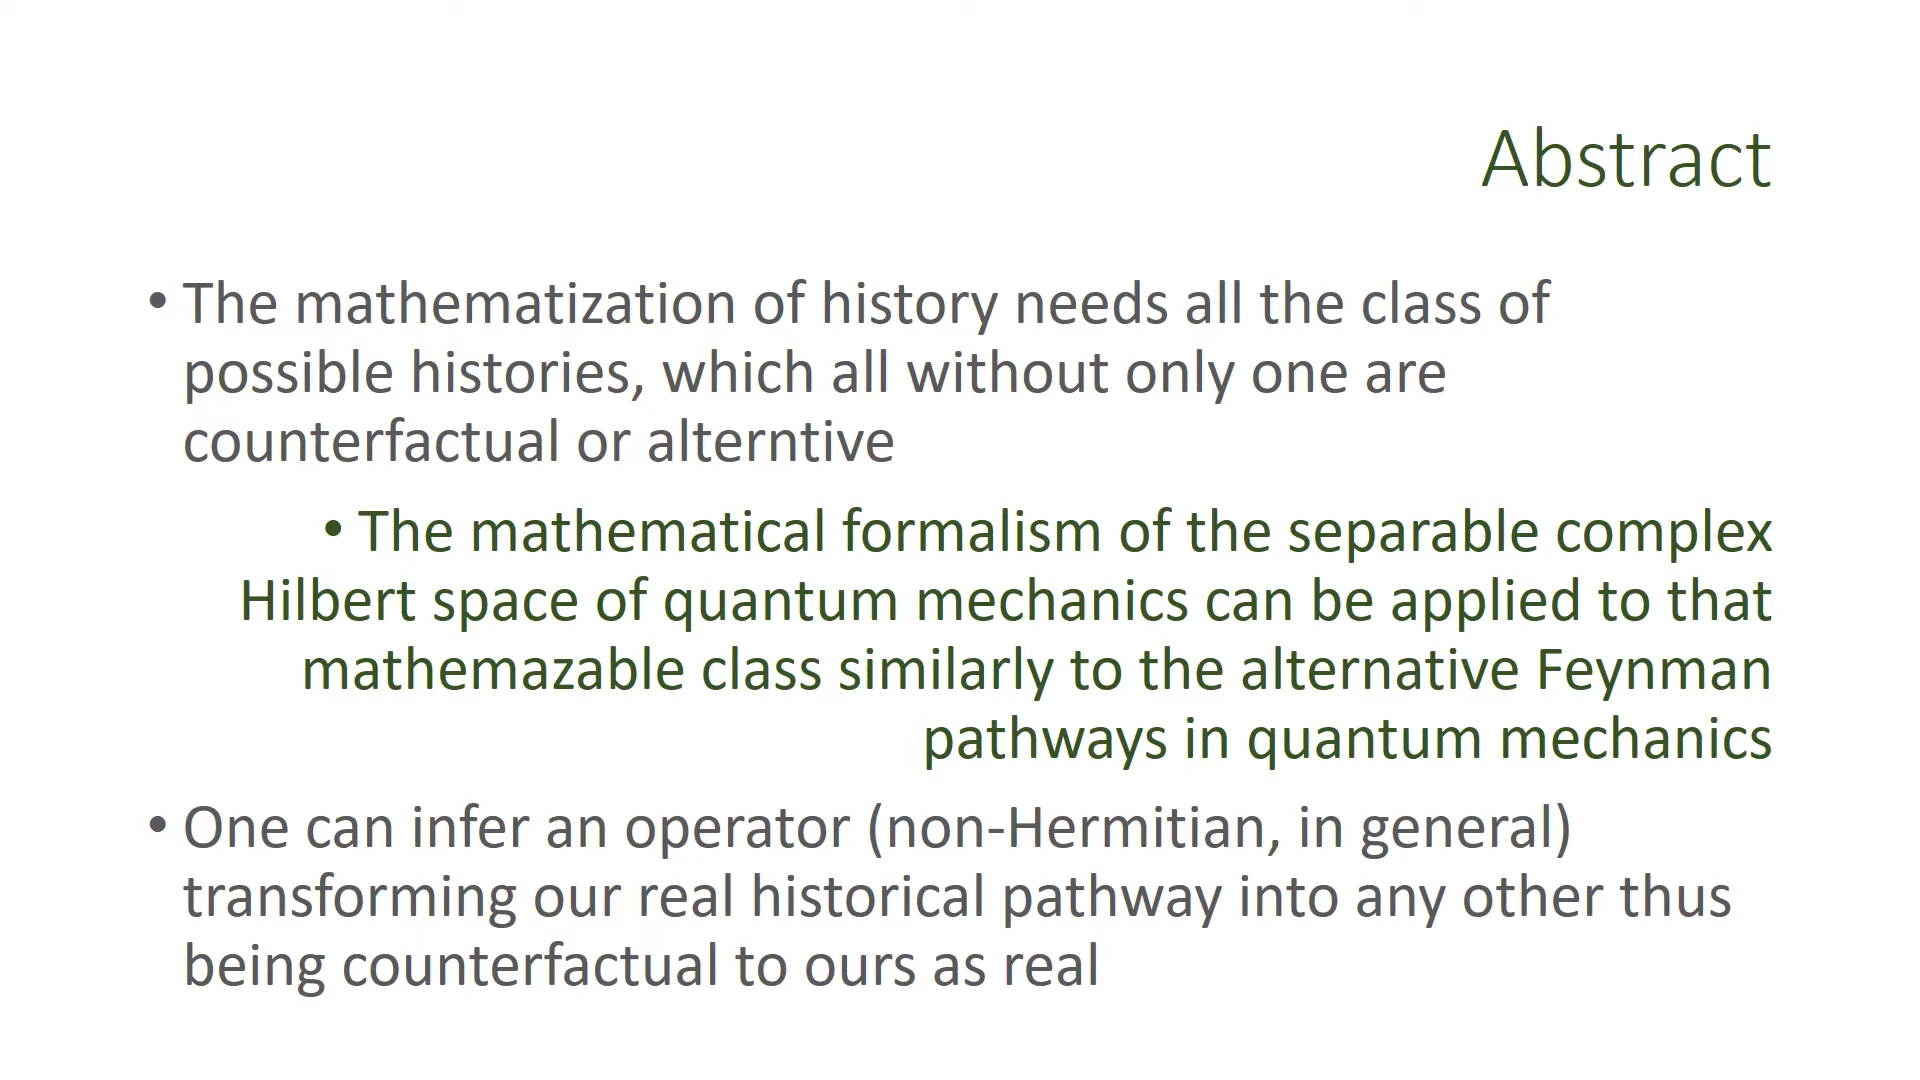 Abstract
• The mathematization of history needs all the class of
possible histories, which all without only one are
counterfactual or alterntive
• The mathematical formalism of the separable complex
Hilbert space of quantum mechanics can be applied to that
mathemazable class similarly to the alternative Feynman
pathways in quantum mechanics
• One can infer an operator (non-Hermitian, in general)
transforming our real historical pathway into any other thus
being counterfactual to ours as real